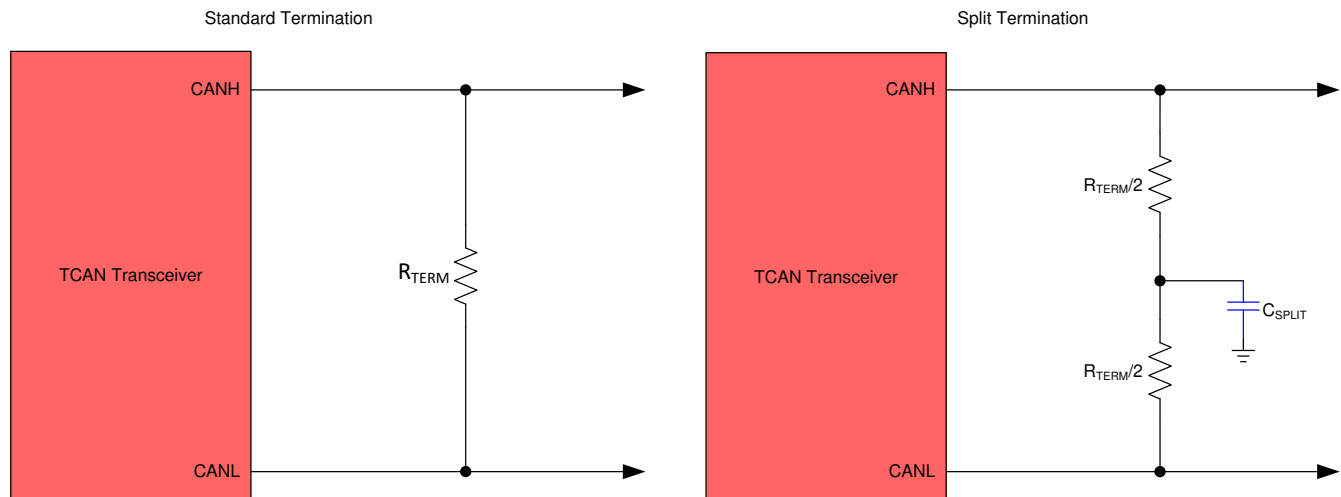 Standard Termination
CANH
TCAN Transceiver
RTERM
CANL
Split Termination
CANH
RTERM/2
TCAN Transceiver
CSPLIT
RTERM/2
CANL